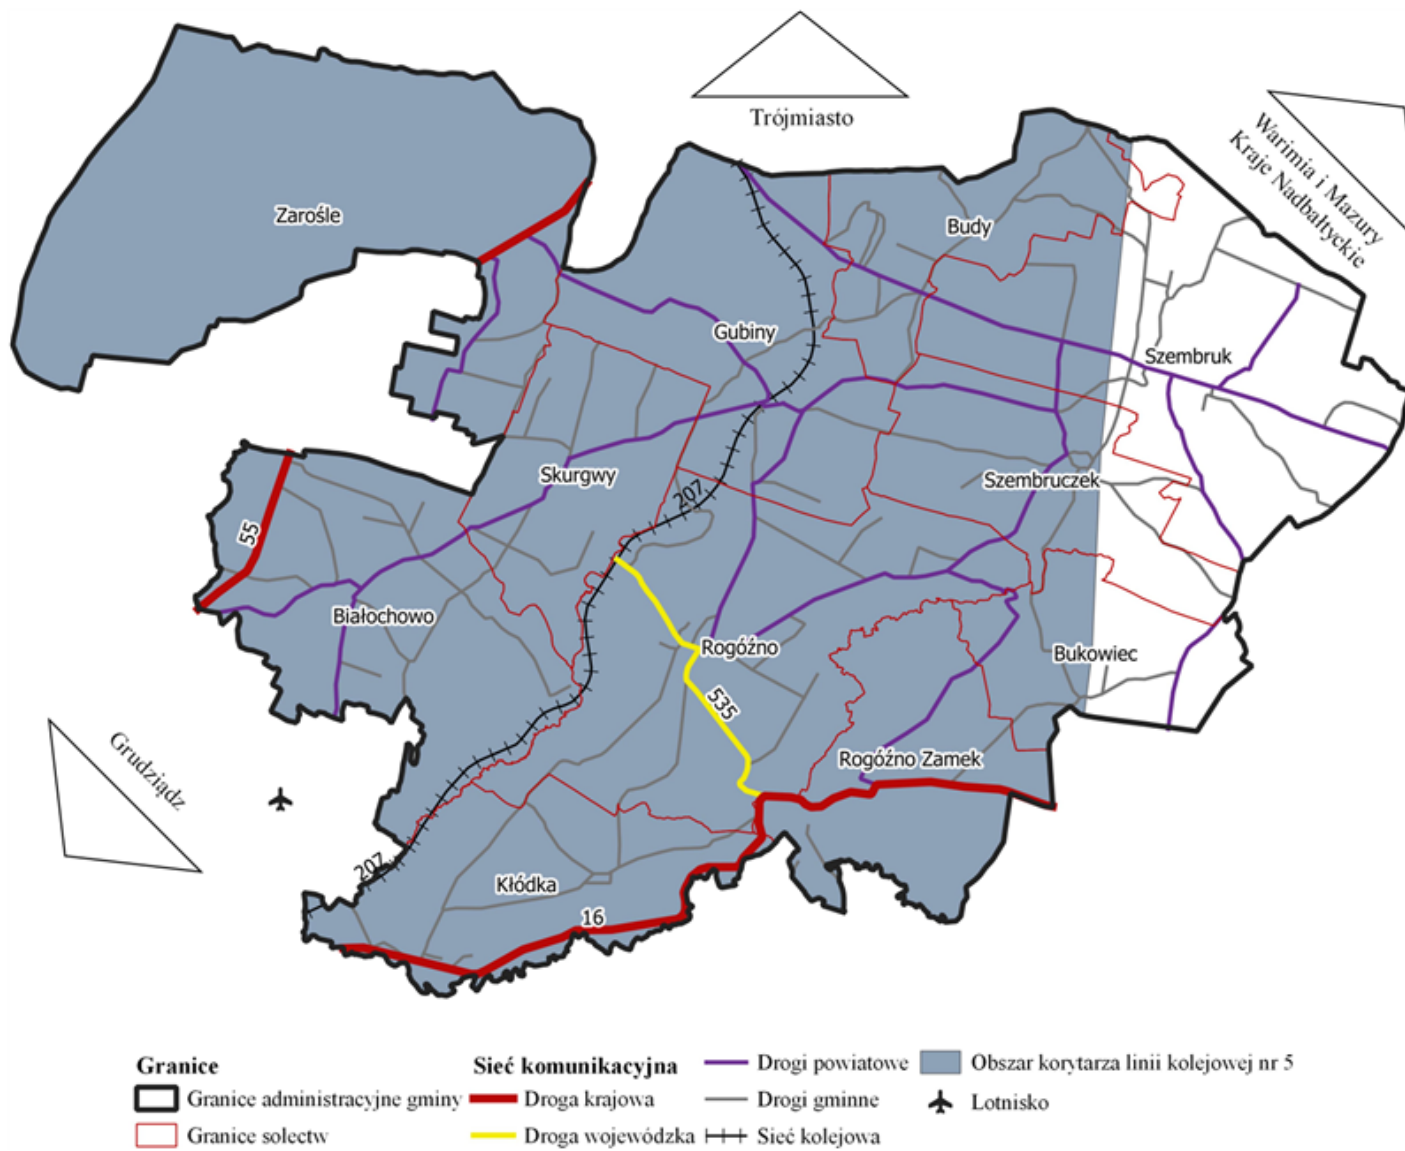 Trójmiasto
Warimia i Mazury
Kraje Nadbałtyckie
Zarośle
Budy
Gubiny
Szembruk
Skurgwy
Szembruczek
207
55
Białochowo
Rogóźno
Bukowiec
535
Rogóźno Zamek
Grudziądz
207
Kłódka
16
Granice
Granice administracyjne gminy
Granice sołectw
Sieć komunikacyjna
Droga krajowa
Droga wojewódzka
Drogi powiatowe
Drogi gminne
Sieć kolejowa
Obszar korytarza linii kolejowej nr 5
Lotnisko